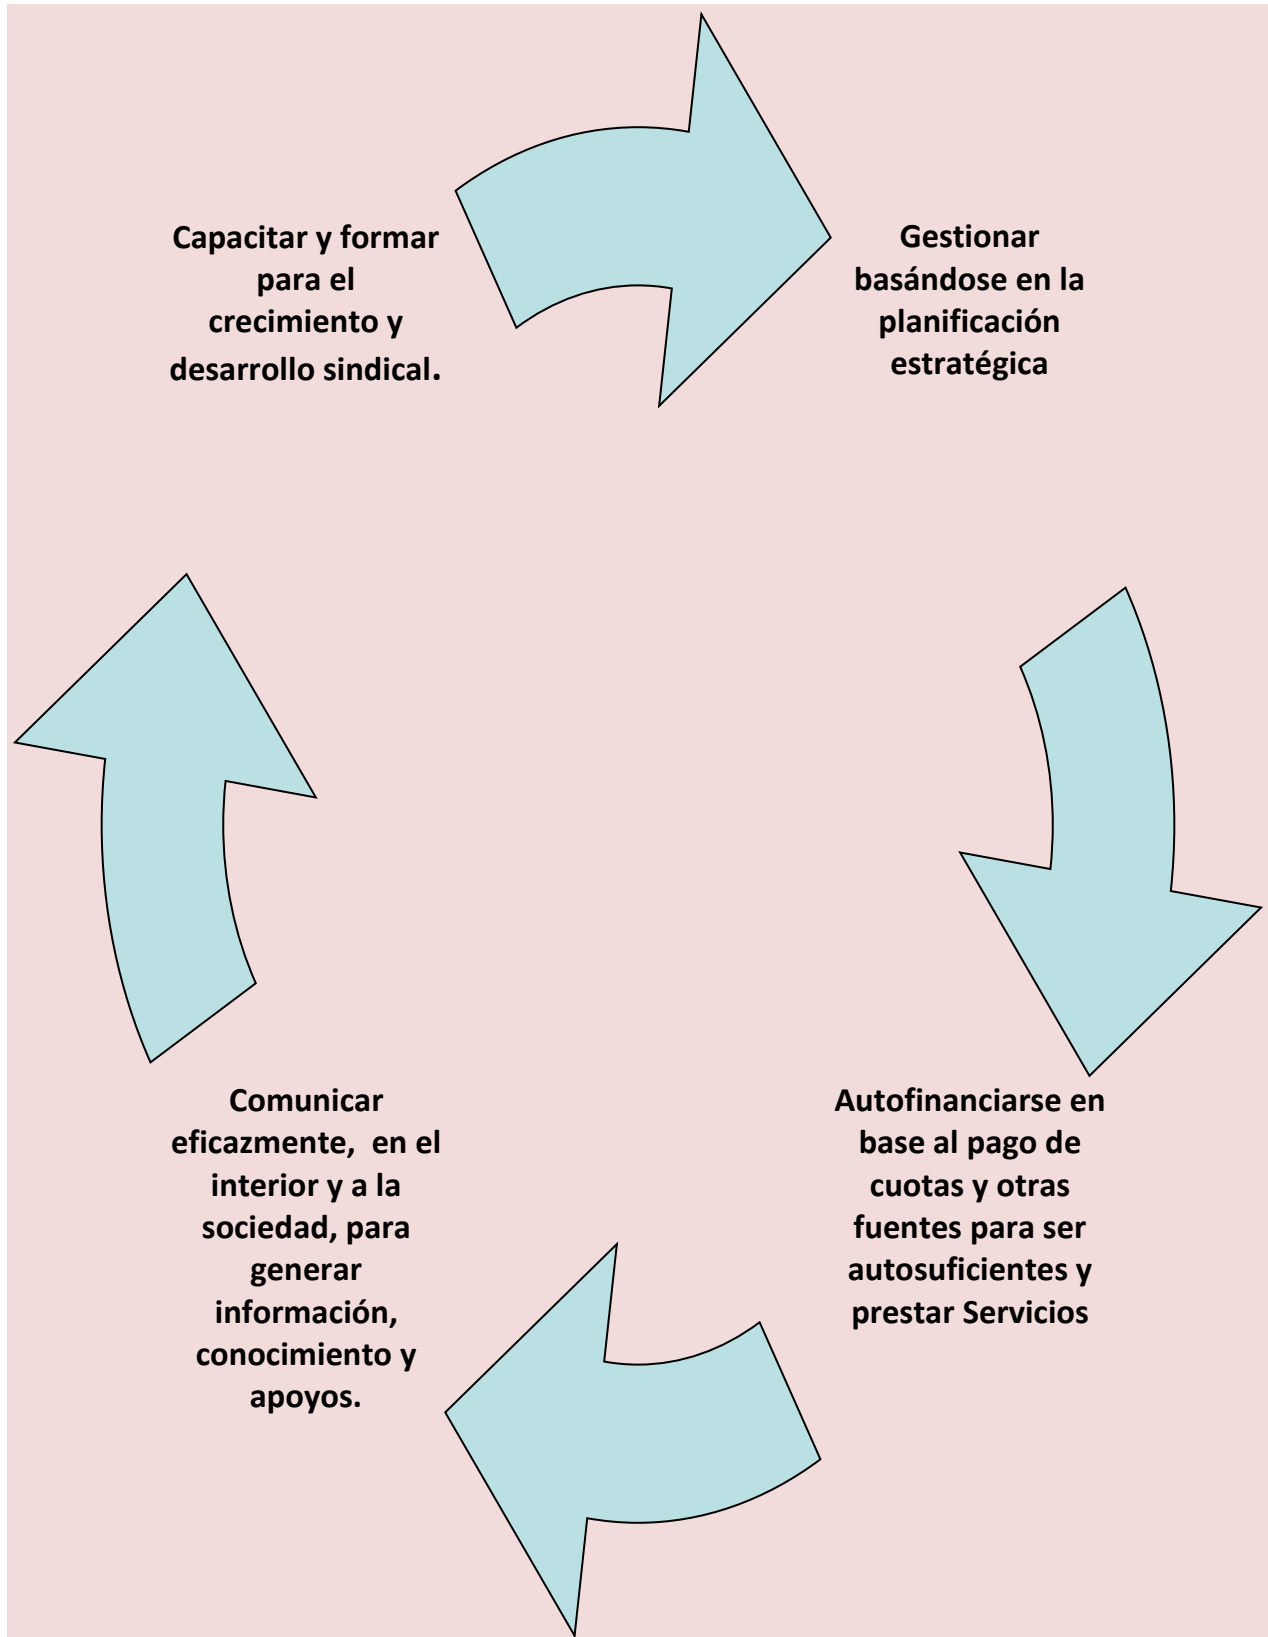 Capacitar y formar
para el
crecimiento y
desarrollo sindical.
Gestionar
basándose en la
planificación
estratégica
Autofinanciarse en
base al pago de
cuotas y otras
fuentes para ser
autosuficientes y
prestar Servicios
Comunicar
eficazmente,  en el
interior y a la
sociedad, para
generar
información,
conocimiento y
apoyos.